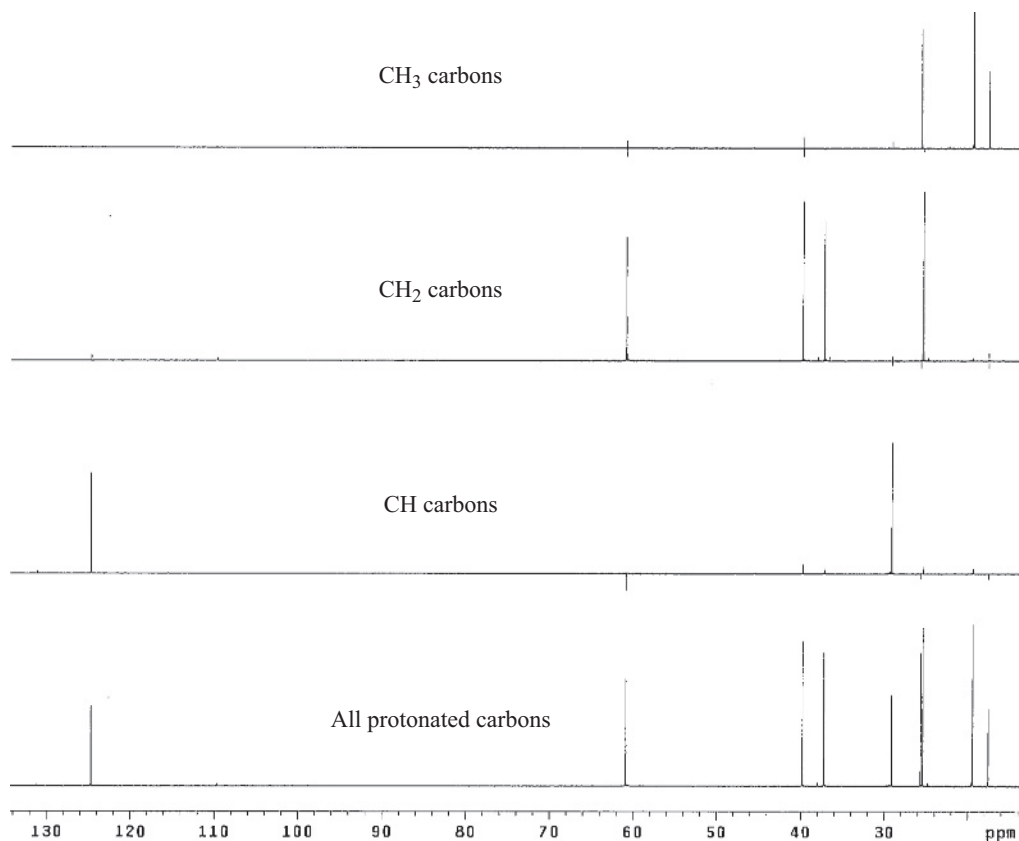 CH3 carbons
CH2 carbons
CH carbons
All protonated carbons
130 120 110 100 90 80 70 60 50 40 30 ppm